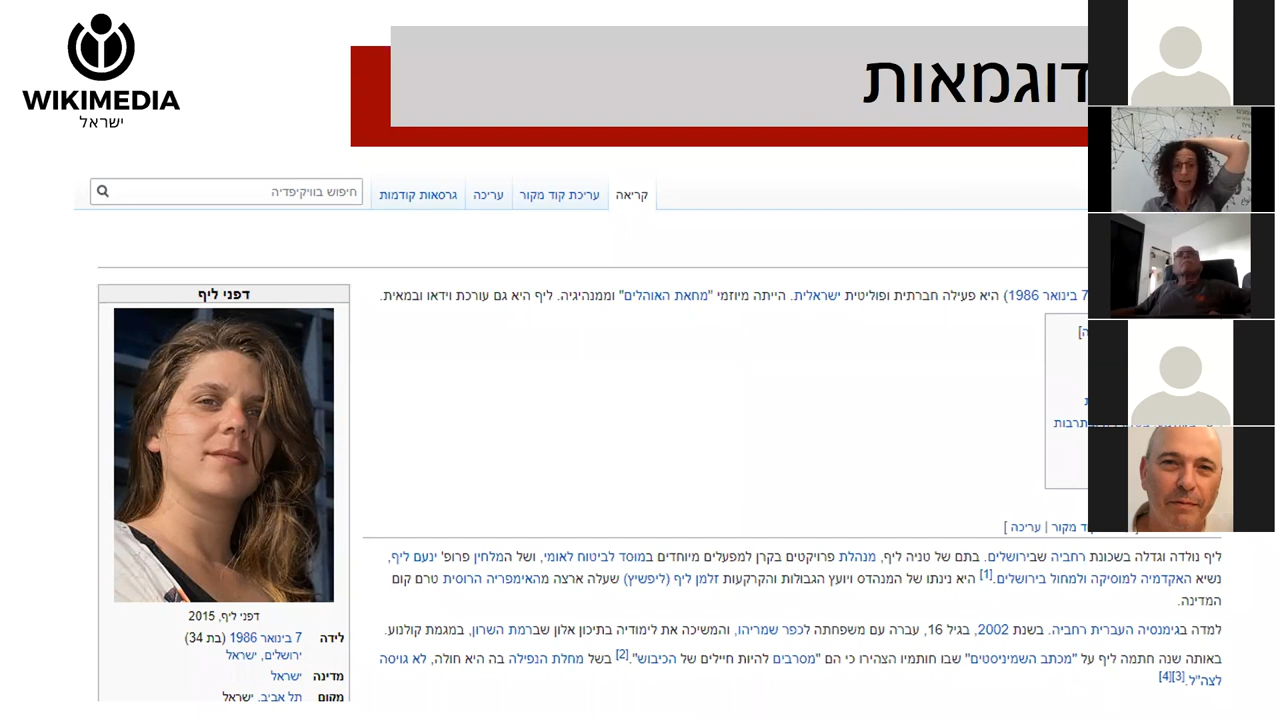 WIKIMEDIA
ישראל
דוגמאות
קריאה
עריכת קוד מקור
עריכה
גרסאות קודמות
חיפוש בוויקיפדיה
7 בינואר 1986) היא פעילה חברתית ופוליטית ישראלית. הייתה מיוזמי "מחאת האוהלים" וממנהיגיה. ליף היא גם עורכת וידאו ובמאית.
תרבות
קוד מקור | עריכה ]
ליף נולדה וגדלה בשכונת רחביה שבירושלים. בתם של טניה ליף, מנהלת פרויקטים בקרן למפעלים מיוחדים במוסד לביטוח לאומי, ושל המלחין פרופ' ינעם ליף,
נשיא האקדמיה למוסיקה ולמחול בירושלים.[1] היא נינתו של המהנדס ויועץ הגבולות והקרקעות זלמן ליף (ליפשיץ) שעלה ארצה מהאימפריה הרוסית טרם קום
המדינה.
למדה בגימנסיה העברית רחביה. בשנת 2002, בגיל 16, עברה עם משפחתה לכפר שמריהו, והמשיכה את לימודיה בתיכון אלון שברמת השרון, במגמת קולנוע.
באותה שנה חתמה ליף על "מכתב השמיניסטים" שבו חותמיו הצהירו כי הם "מסרבים להיות חיילים של הכיבוש".[2] בשל מחלת הנפילה בה היא חולה, לא גויסה
לצה"ל.[3][4]
דפני ליף
דפני ליף, 2015
לידה 7 בינואר 1986 (בת 34)
ירושלים, ישראל
מדינה ישראל
מקום תל אביב, ישראל